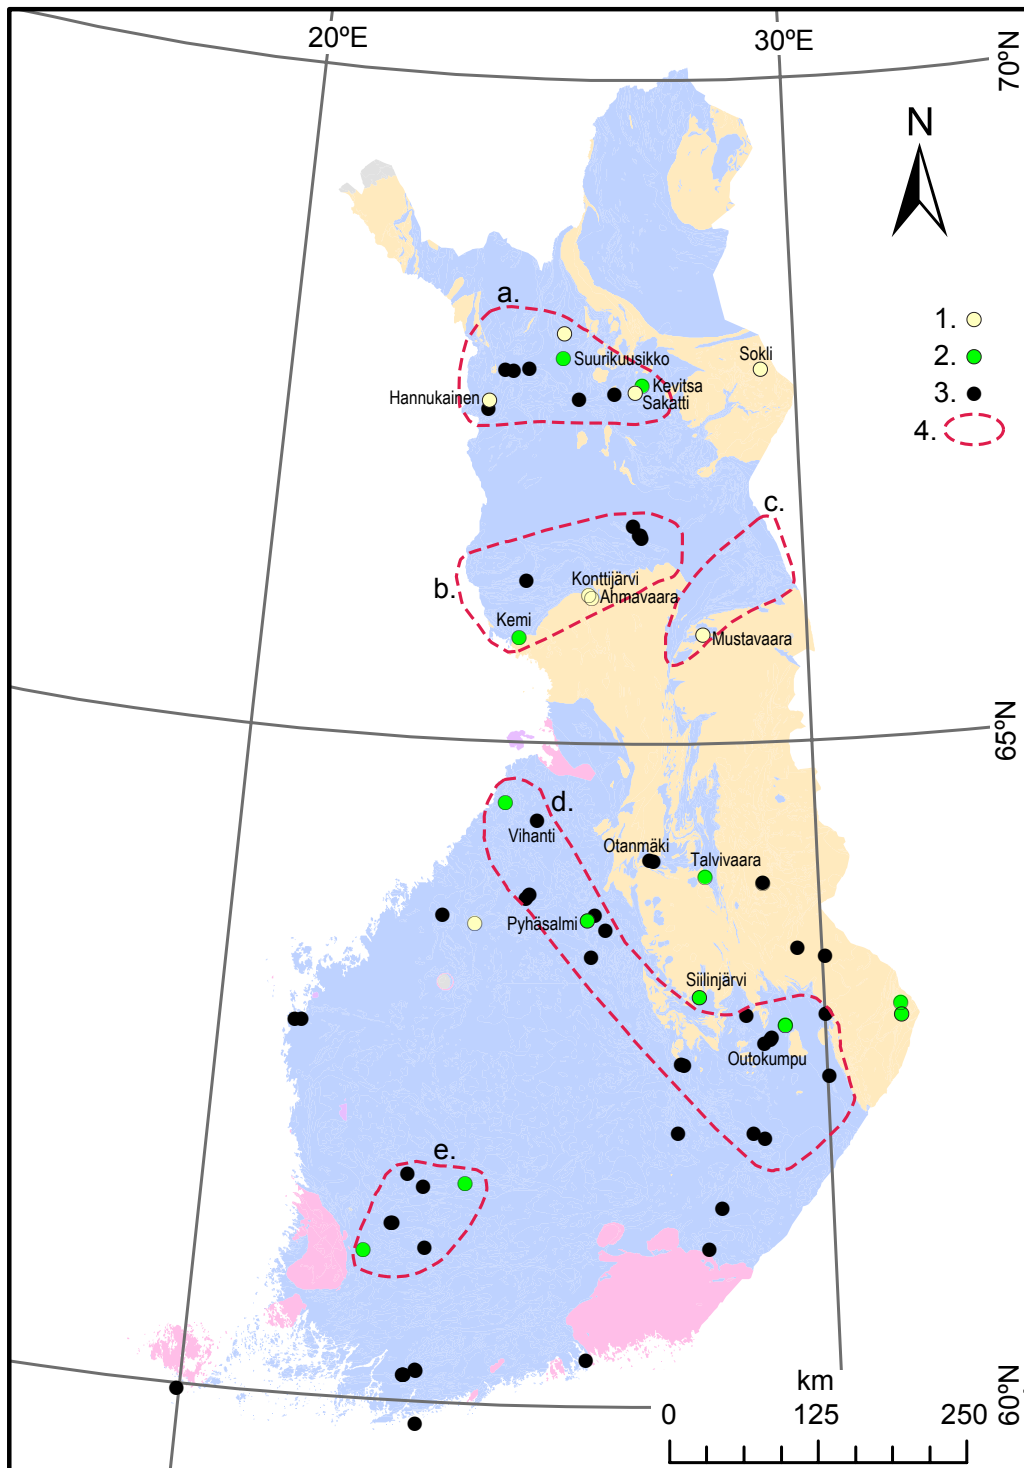 20ºE
30ºE
70ºN
N
a.
1.
Suurikuusikko
Sokli
2.
Kevitsa
Hannukainen
Sakatti
3.
4.
c.
Konttijärvi
b.
Ahmavaara
Kemi
Mustavaara
65ºN
d.
Vihanti
Otanmäki
Talvivaara
Pyhäsalmi
Siilinjärvi
Outokumpu
e.
km
60ºN
0
125
250